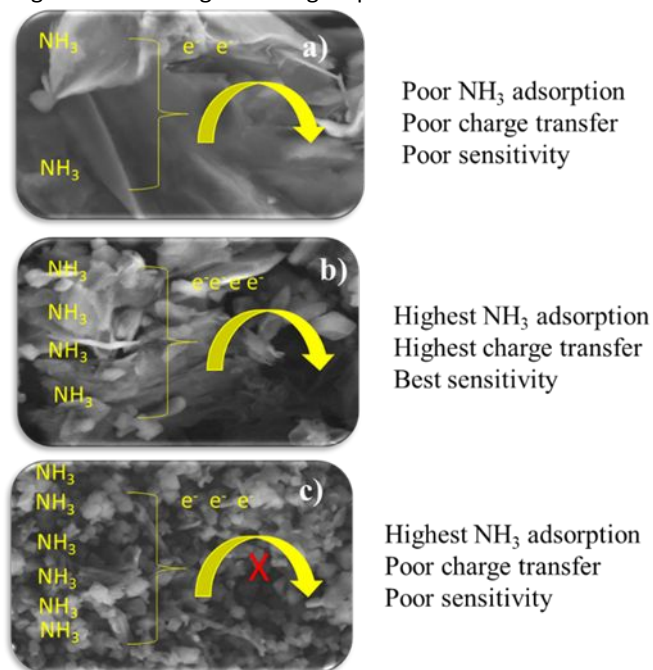 NH₃ e⁻ e⁻ a)
NH₃
Poor NH₃ adsorption
Poor charge transfer
Poor sensitivity
NH₃ e⁻e⁻e⁻e⁻ b)
NH₃
NH₃
NH₃
Highest NH₃ adsorption
Highest charge transfer
Best sensitivity
NH₃
NH₃ e⁻ e⁻ e⁻ c)
NH₃
NH₃
NH₃
NH₃
X
Highest NH₃ adsorption
Poor charge transfer
Poor sensitivity